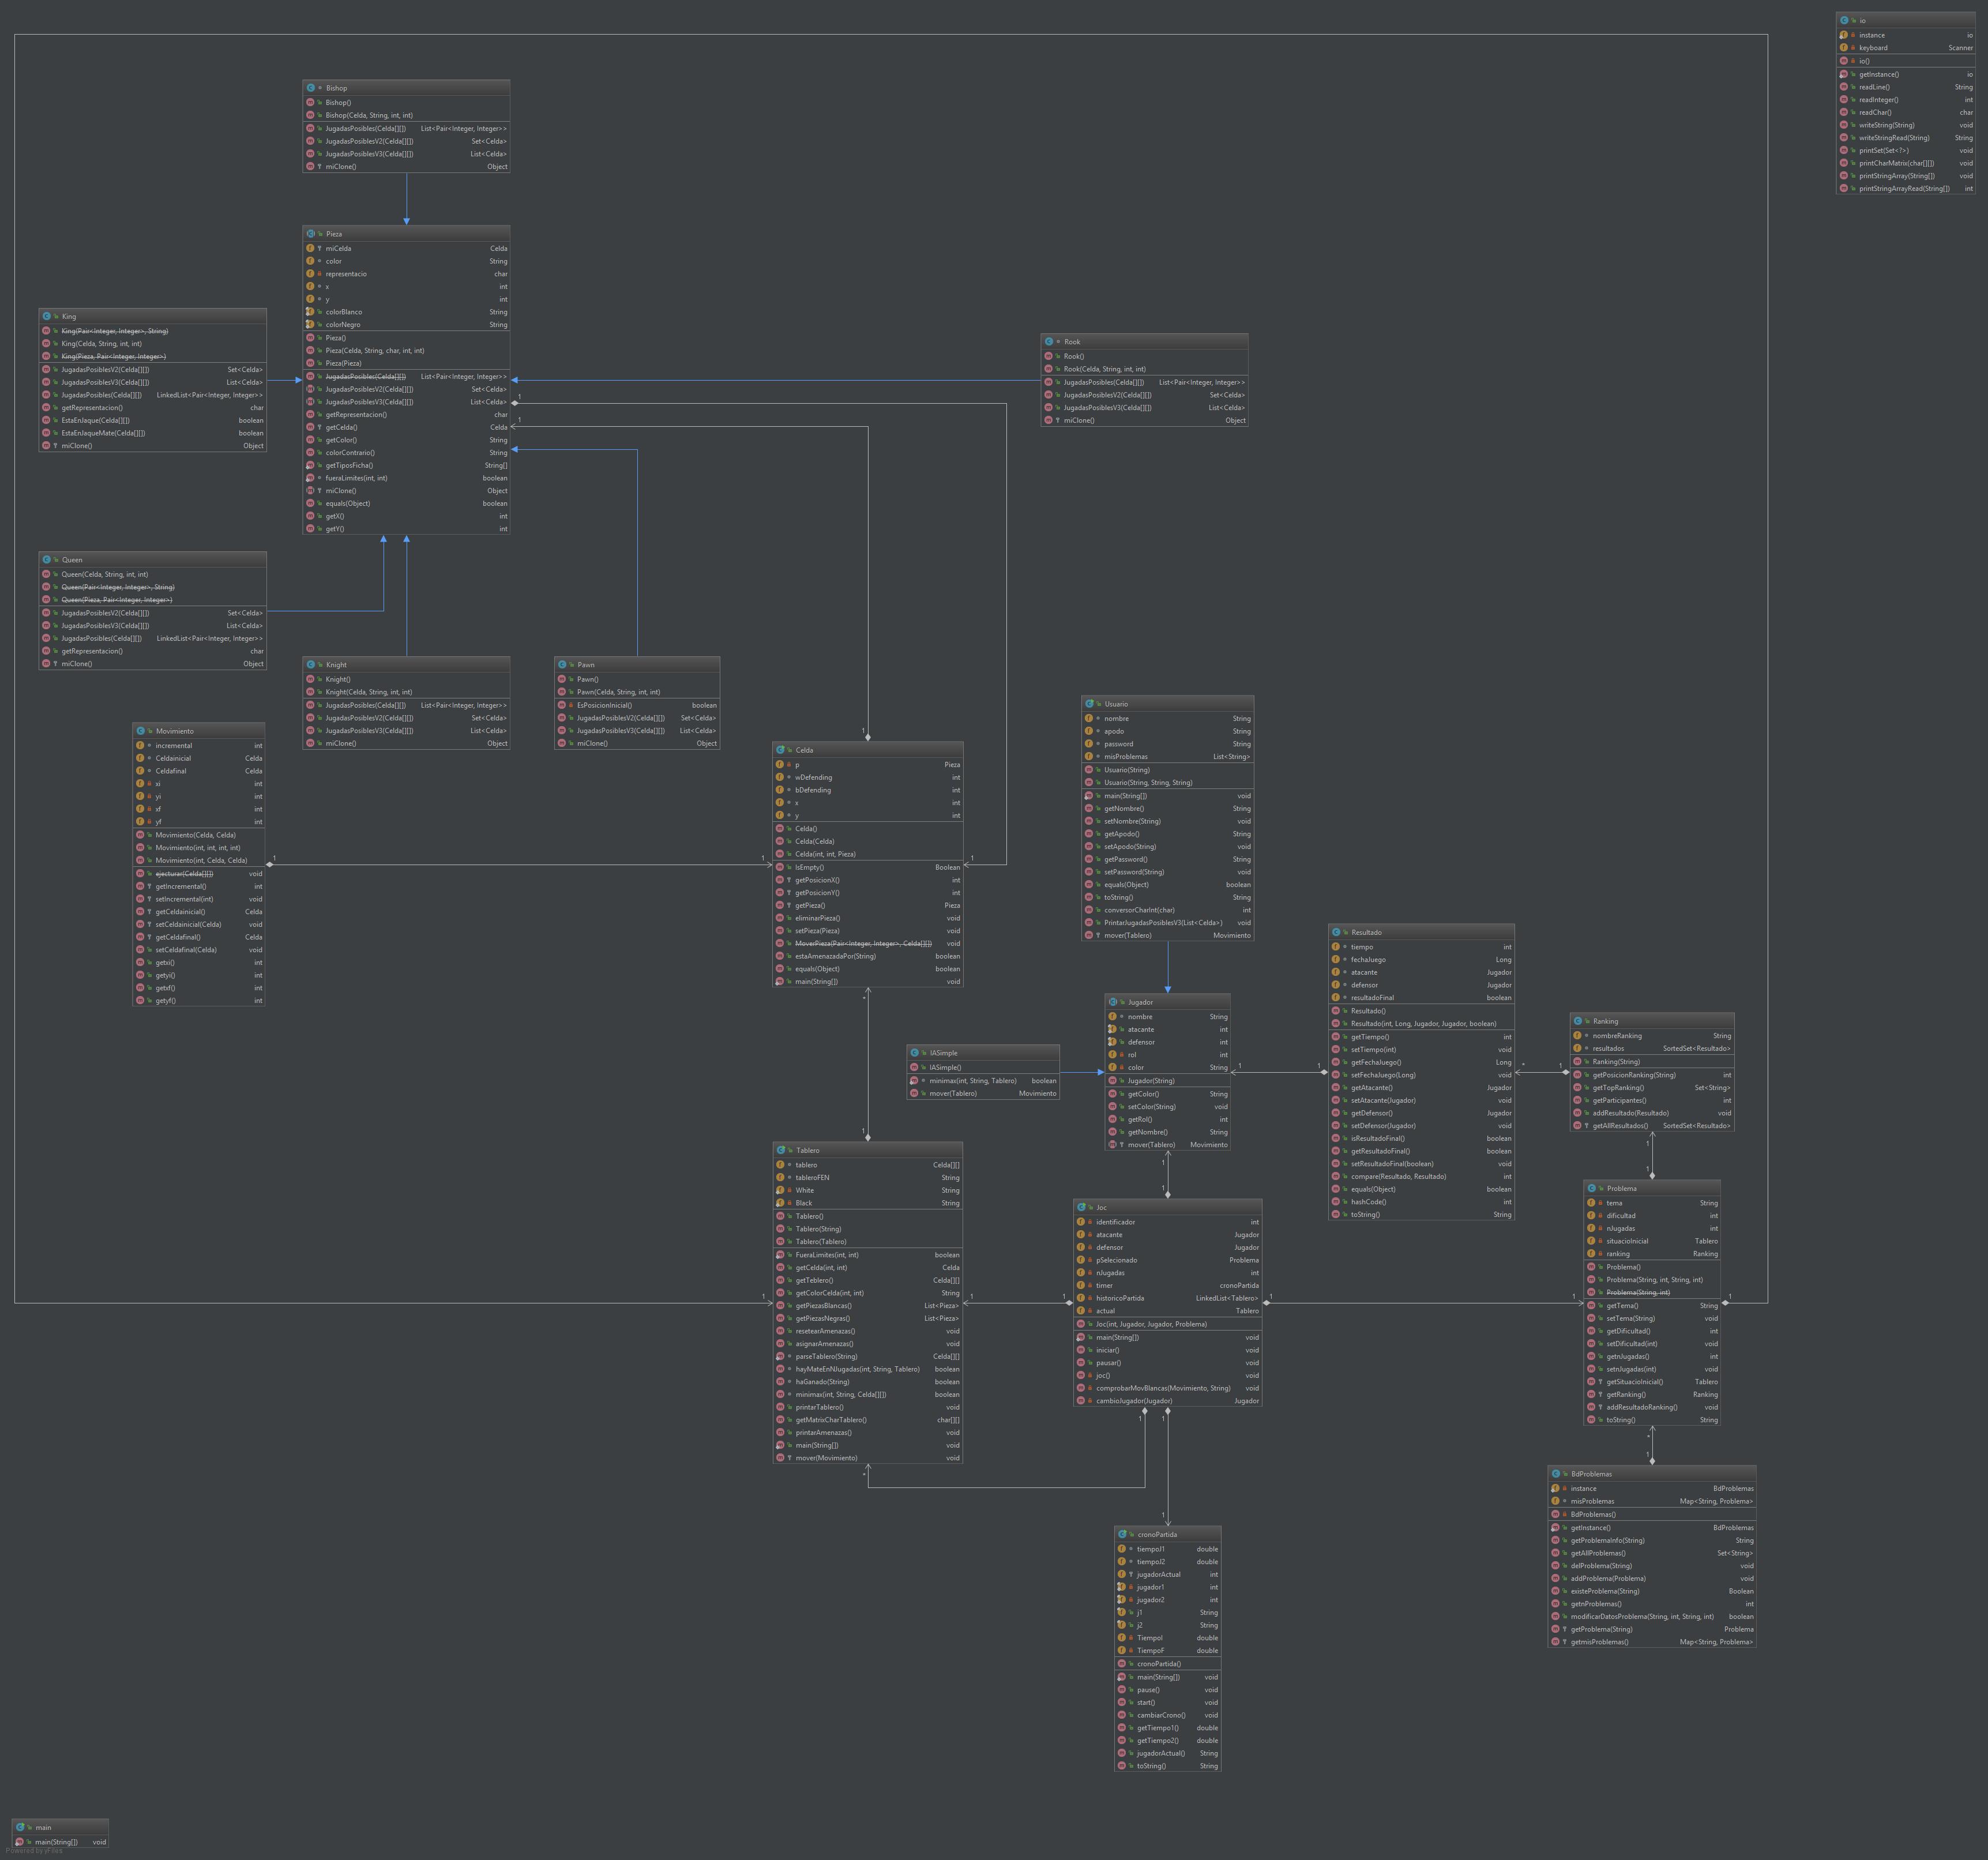 io
instance io
keyboard Scanner
io()
getInstance() io
readLine() String
readInteger() int
readChar() char
writeString(String) void
writeStringRead(String) String
printSet(Set<?>) void
printCharMatrix(char[][]) void
printStringArray(String[]) void
printStringArrayRead(String[]) int
Bishop
Bishop()
Bishop(Celda, String, int, int)
JugadasPosibles(Celda[][]) List<Pair<Integer, Integer>>
JugadasPosiblesV2(Celda[][]) Set<Celda>
JugadasPosiblesV3(Celda[][]) List<Celda>
miClone() Object
Pieza
miCelda Celda
color String
representacio char
x int
y int
colorBlanco String
colorNegro String
Pieza()
Pieza(Celda, String, char, int, int)
Pieza(Pieza)
JugadasPosibles(Celda[][]) List<Pair<Integer, Integer>>
JugadasPosiblesV2(Celda[][]) Set<Celda>
JugadasPosiblesV3(Celda[][]) List<Celda>
getRepresentacion() char
getCelda() Celda
getColor() String
colorContrario() String
getTiposFicha() String[]
fueraLimites(int, int) boolean
miClone() Object
equals(Object) boolean
getX() int
getY() int
King
King(Pair<Integer, Integer>, String)
King(Celda, String, int, int)
King(Pieza, Pair<Integer, Integer>)
JugadasPosiblesV2(Celda[][]) Set<Celda>
JugadasPosiblesV3(Celda[][]) List<Celda>
JugadasPosibles(Celda[][]) LinkedList<Pair<Integer, Integer>>
getRepresentacion() char
EstaEnJaque(Celda[][]) boolean
EstaEnJaqueMate(Celda[][]) boolean
miClone() Object
Rook
Rook()
Rook(Celda, String, int, int)
JugadasPosibles(Celda[][]) List<Pair<Integer, Integer>>
JugadasPosiblesV2(Celda[][]) Set<Celda>
JugadasPosiblesV3(Celda[][]) List<Celda>
miClone() Object
1
1
Queen
Queen(Celda, String, int, int)
Queen(Pair<Integer, Integer>, String)
Queen(Pieza, Pair<Integer, Integer>)
JugadasPosiblesV2(Celda[][]) Set<Celda>
JugadasPosiblesV3(Celda[][]) List<Celda>
JugadasPosibles(Celda[][]) LinkedList<Pair<Integer, Integer>>
getRepresentacion() char
miClone() Object
Knight
Knight()
Knight(Celda, String, int, int)
JugadasPosibles(Celda[][]) List<Pair<Integer, Integer>>
JugadasPosiblesV2(Celda[][]) Set<Celda>
JugadasPosiblesV3(Celda[][]) List<Celda>
miClone() Object
Pawn
Pawn()
Pawn(Celda, String, int, int)
EsPosicionInicial() boolean
JugadasPosiblesV2(Celda[][]) Set<Celda>
JugadasPosiblesV3(Celda[][]) List<Celda>
miClone() Object
Movimiento
incremental int
Celdainicial Celda
Celdafinal Celda
xi int
yi int
xf int
yf int
Movimiento(Celda, Celda)
Movimiento(int, int, int, int)
Movimiento(int, Celda, Celda)
ejecturar(Celda[][]) void
getIncremental() int
setIncremental(int) void
getCeldainicial() Celda
setCeldainicial(Celda) void
getCeldafinal() Celda
setCeldafinal(Celda) void
getxi() int
getyi() int
getxf() int
getyf() int
1
1
1
Celda
p Pieza
wDefending int
bDefending int
x int
y int
Celda()
Celda(Celda)
Celda(int, int, Pieza)
IsEmpty() Boolean
getPosicionX() int
getPosicionY() int
getPieza() Pieza
eliminarPieza() void
setPieza(Pieza) void
MoverPieza(Pair<Integer, Integer>, Celda[][]) void
estaAmenazadaPor(String) boolean
equals(Object) boolean
main(String[]) void
1
*
1
Usuario
nombre String
apodo String
password String
misProblemas List<String>
Usuario(String)
Usuario(String, String, String)
main(String[]) void
getNombre() String
setNombre(String) void
getApodo() String
setApodo(String) void
getPassword() String
setPassword(String) void
equals(Object) boolean
toString() String
conversorCharInt(char) int
PrintarJugadasPosiblesV3(List<Celda>) void
mover(Tablero) Movimiento
Resultado
tiempo int
fechaJuego Long
atacante Jugador
defensor Jugador
resultadoFinal boolean
Resultado()
Resultado(int, Long, Jugador, Jugador, boolean)
getTiempo() int
setTiempo(int) void
getFechaJuego() Long
setFechaJuego(Long) void
getAtacante() Jugador
setAtacante(Jugador) void
getDefensor() Jugador
setDefensor(Jugador) void
isResultadoFinal() boolean
getResultadoFinal() boolean
setResultadoFinal(boolean) void
compare(Resultado, Resultado) int
equals(Object) boolean
hashCode() int
toString() String
Jugador
nombre String
atacante int
defensor int
rol int
color String
Jugador(String)
getColor() String
setColor(String) void
getRol() int
getNombre() String
mover(Tablero) Movimiento
IASimple
IASimple()
minimax(int, String, Tablero) boolean
mover(Tablero) Movimiento
1
1
*
1
Ranking
nombreRanking String
resultados SortedSet<Resultado>
Ranking(String)
getPosicionRanking(String) int
getTopRanking() Set<String>
getParticipantes() int
addResultado(Resultado) void
getAllResultados() SortedSet<Resultado>
1
1
Tablero
tablero Celda[][]
tableroFEN String
White String
Black String
Tablero()
Tablero(String)
Tablero(Tablero)
FueraLimites(int, int) boolean
getCelda(int, int) Celda
getTeblero() Celda[][]
getColorCelda(int, int) String
getPiezasBlancas() List<Pieza>
getPiezasNegras() List<Pieza>
resetearAmenazas() void
asignarAmenazas() void
parseTablero(String) Celda[][]
hayMateEnNJugadas(int, String, Tablero) boolean
haGanado(String) boolean
minimax(int, String, Celda[][]) boolean
printarTablero() void
getMatrixCharTablero() char[][]
printarAmenazas() void
main(String[]) void
mover(Movimiento) void
1
1
1
1
1
Joc
identificador int
atacante Jugador
defensor Jugador
pSelecionado Problema
nJugadas int
timer cronoPartida
historicoPartida LinkedList<Tablero>
actual Tablero
Joc(int, Jugador, Jugador, Problema)
main(String[]) void
iniciar() void
pausar() void
joc() void
comprobarMovBlancas(Movimiento, String) void
cambioJugador(Jugador) Jugador
1
1
1
Problema
tema String
dificultad int
nJugadas int
situacioInicial Tablero
ranking Ranking
Problema()
Problema(String, int, String, int)
Problema(String, int)
getTema() String
setTema(String) void
getDificultad() int
setDificultad(int) void
getnJugadas() int
setnJugadas(int) void
getSituacioInicial() Tablero
getRanking() Ranking
addResultadoRanking() void
toString() String
1
1
*
*
1
1
BdProblemas
instance BdProblemas
misProblemas Map<String, Problema>
BdProblemas()
getInstance() BdProblemas
getProblemaInfo(String) String
getAllProblemas() Set<String>
delProblema(String) void
addProblema(Problema) void
existeProblema(String) Boolean
getnProblemas() int
modificarDatosProblema(String, int, String, int) boolean
getProblema(String) Problema
getmisProblemas() Map<String, Problema>
cronoPartida
tiempoJ1 double
tiempoJ2 double
jugadorActual int
jugador1 int
jugador2 int
j1 String
j2 String
TiempoI double
TiempoF double
cronoPartida()
main(String[]) void
pause() void
start() void
cambiarCrono() void
getTiempo1() double
getTiempo2() double
jugadorActual() String
toString() String
main
main(String[]) void
Powered by yFiles